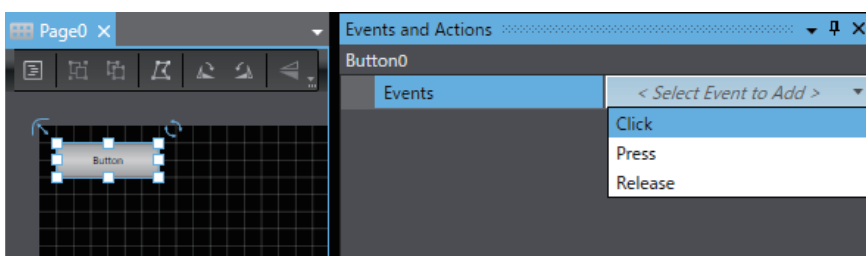 Page0
Events and Actions
Button0
Events
< Select Event to Add >
Click
Press
Release
Button